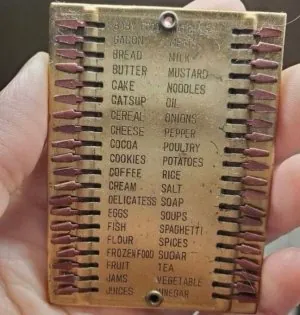 BABY
BACON
BREAD MILK
BUTTER MUSTARD
CAKE NOODLES
CATSUP OIL
CEREAL ONIONS
CHEESE PEPPER
COCOA POULTRY
COOKIES POTATOES
COFFEE RICE
CREAM SALT
DELICATESS SOAP
EGGS SOUPS
FISH SPAGHETTI
FLOUR SPICES
FROZEN FOOD SUGAR
FRUIT TEA
JAMS VEGETABLE
JUICES VINEGAR